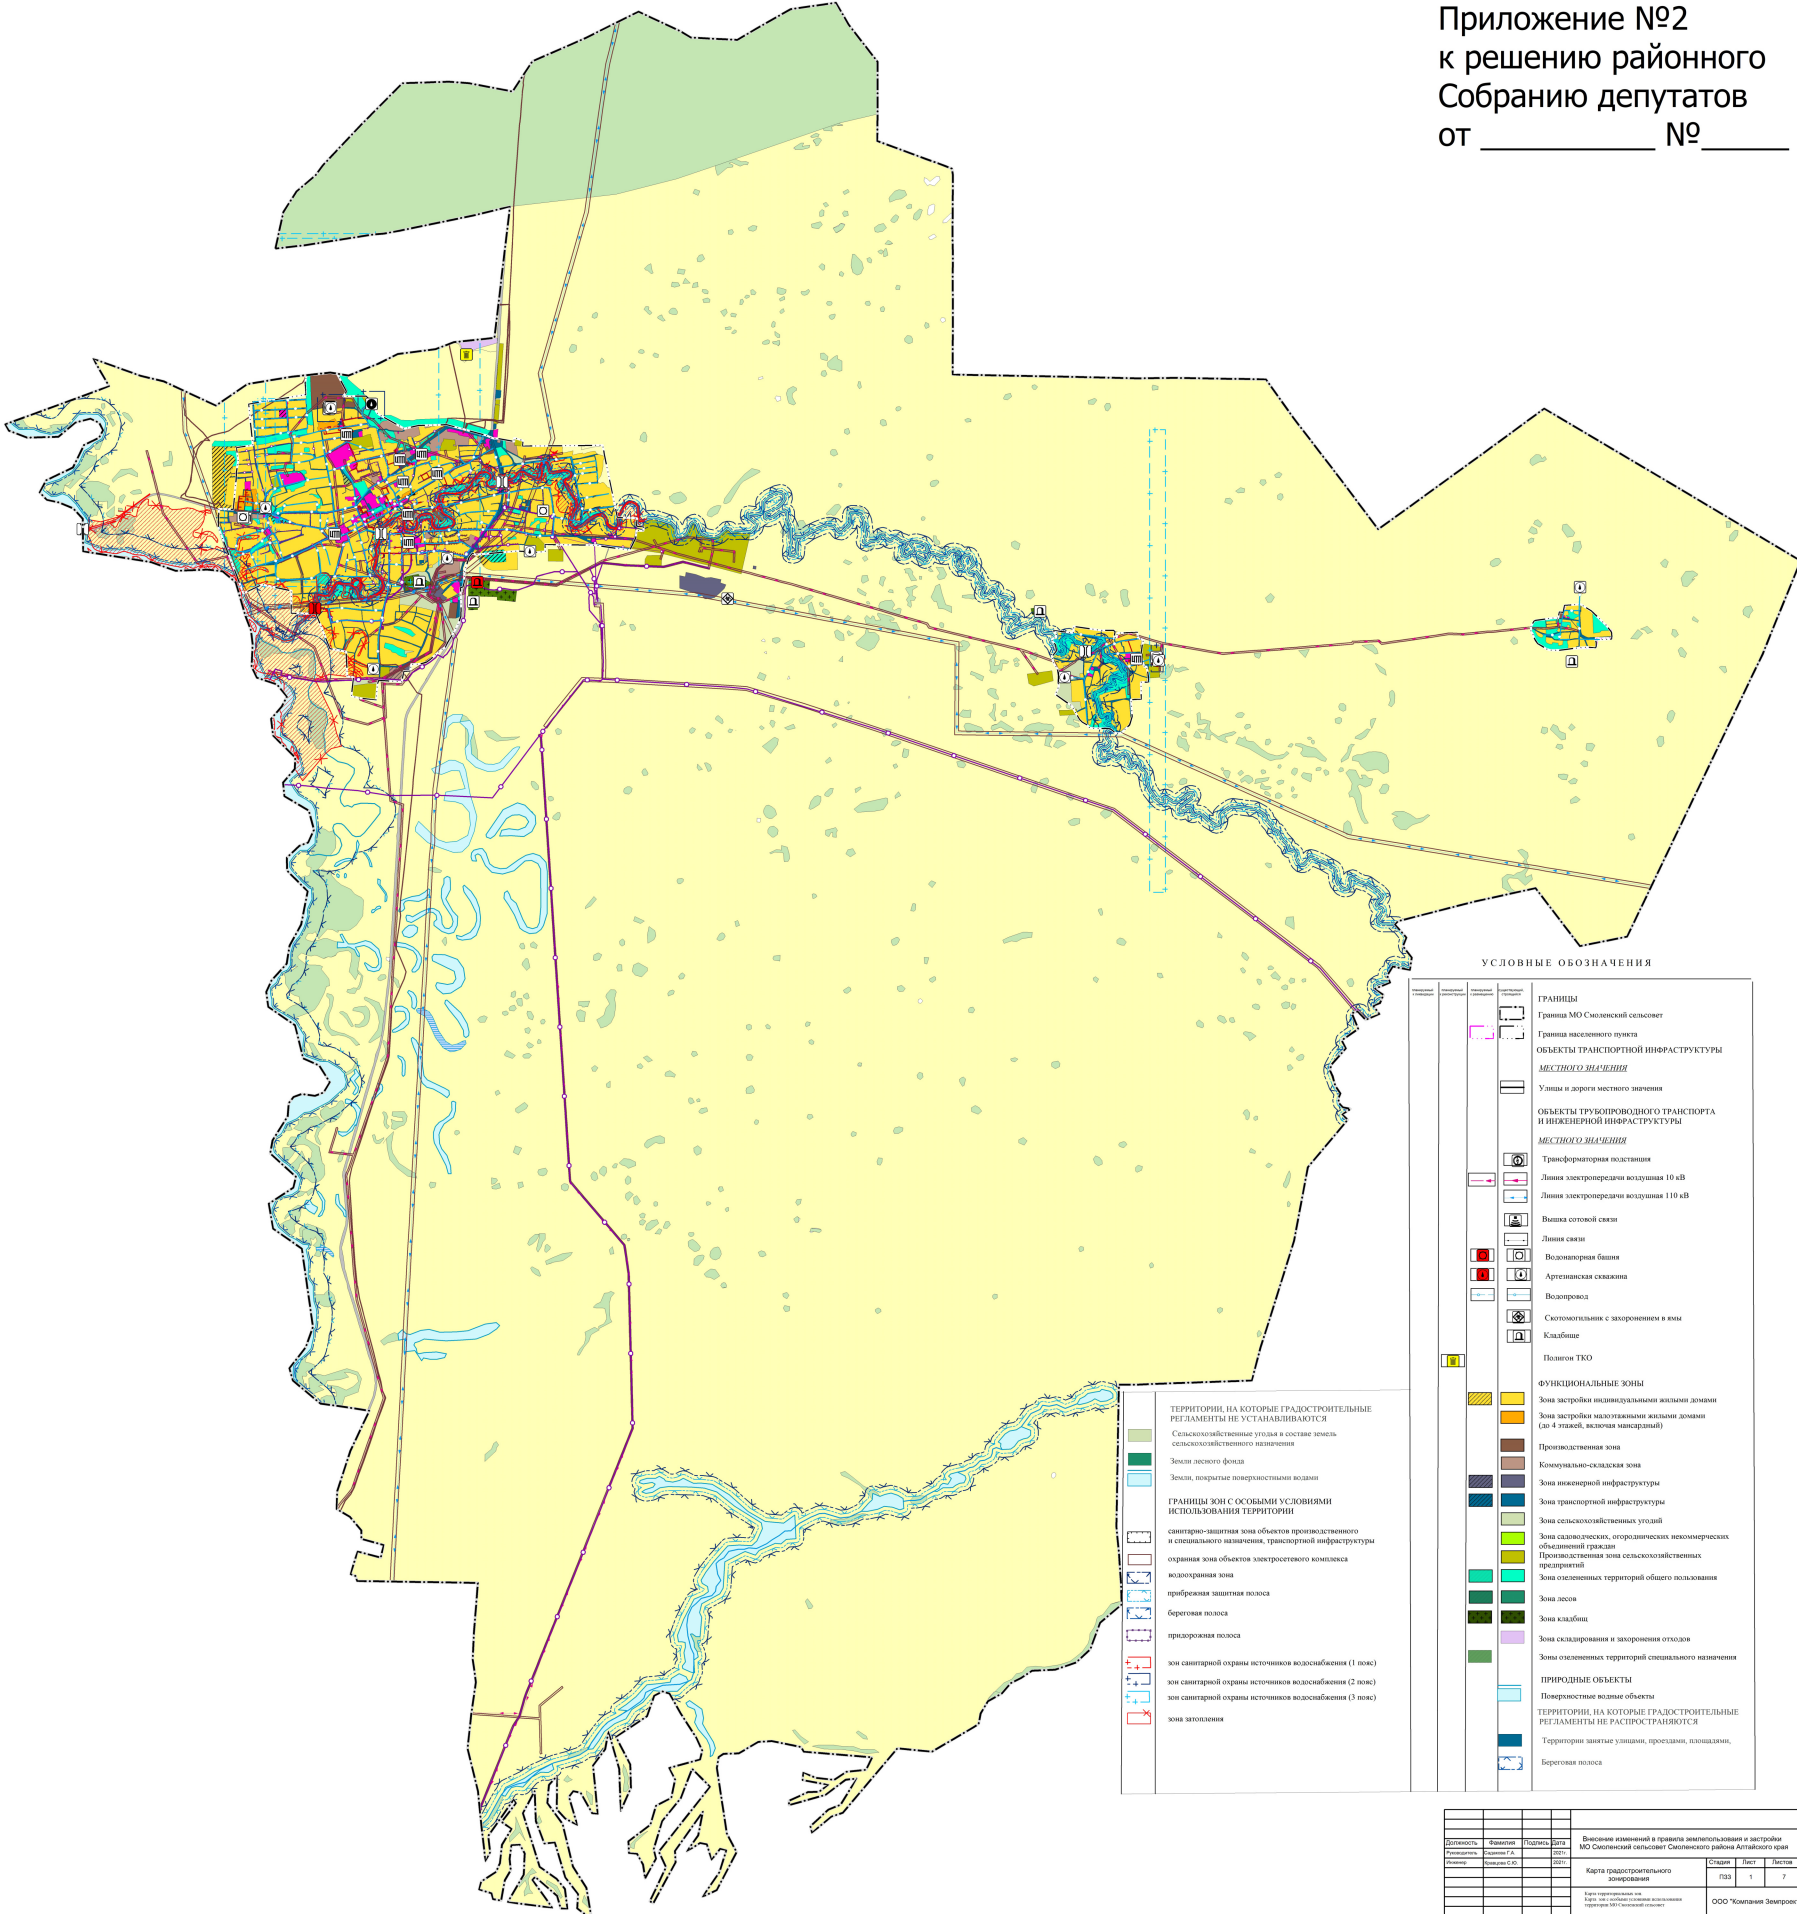 Приложение №2
к решению районного
Собранию депутатов
от ____________ №______
УСЛОВНЫЕ ОБОЗНАЧЕНИЯ
ГРАНИЦЫ
Граница МО Смоленский сельсовет
Граница населенного пункта
ОБЪЕКТЫ ТРАНСПОРТНОЙ ИНФРАСТРУКТУРЫ
МЕСТНОГО ЗНАЧЕНИЯ
Улицы и дороги местного значения
ОБЪЕКТЫ ТРУБОПРОВОДНОГО ТРАНСПОРТА
И ИНЖЕНЕРНОЙ ИНФРАСТРУКТУРЫ
МЕСТНОГО ЗНАЧЕНИЯ
Трансформаторная подстанция
Линия электропередачи воздушная 10 кВ
Линия электропередачи воздушная 110 кВ
Вышка сотовой связи
Линия связи
Водонапорная башня
Артезианская скважина
Водопровод
Скотомогильник с захоронением в ямы
Кладбище
Полигон ТКО
ФУНКЦИОНАЛЬНЫЕ ЗОНЫ
Зона застройки индивидуальными жилыми домами
Зона застройки малоэтажными жилыми домами
(до 4 этажей, включая мансардный)
Производственная зона
Коммунально-складская зона
Зона инженерной инфраструктуры
Зона транспортной инфраструктуры
Зона сельскохозяйственных угодий
Зона садоводческих, огороднических некоммерческих
объединений граждан
Производственная зона сельскохозяйственных
предприятий
Зона озелененных территорий общего пользования
Зона лесов
Зона кладбищ
Зона складирования и захоронения отходов
Зоны озелененных территорий специального назначения
ПРИРОДНЫЕ ОБЪЕКТЫ
Поверхностные водные объекты
ТЕРРИТОРИИ, НА КОТОРЫЕ ГРАДОСТРОИТЕЛЬНЫЕ
РЕГЛАМЕНТЫ НЕ РАСПРОСТРАНЯЮТСЯ
Территории занятые улицами, проездами, площадями,
Береговая полоса
ТЕРРИТОРИИ, НА КОТОРЫЕ ГРАДОСТРОИТЕЛЬНЫЕ
РЕГЛАМЕНТЫ НЕ УСТАНАВЛИВАЮТСЯ
Сельскохозяйственные угодья в составе земель
сельскохозяйственного назначения
Земли лесного фонда
Земли, покрытые поверхностными водами
ГРАНИЦЫ ЗОН С ОСОБЫМИ УСЛОВИЯМИ
ИСПОЛЬЗОВАНИЯ ТЕРРИТОРИИ
санитарно-защитная зона объектов производственного
и специального назначения, транспортной инфраструктуры
охранная зона объектов электросетевого комплекса
водоохранная зона
прибрежная защитная полоса
береговая полоса
придорожная полоса
зон санитарной охраны источников водоснабжения (1 пояс)
зон санитарной охраны источников водоснабжения (2 пояс)
зон санитарной охраны источников водоснабжения (3 пояс)
зона затопления
Внесение изменений в правила землепользоваия и застройки
МО Смоленский сельсовет Смоленского района Алтайского края
Должность Фамилия Подпись Дата
Руководитель 2021г.
Инженер Кравцова С.Ю. 2021г.
Карта градостроительного
зонирования
Стадия Лист Листов
ПЗЗ 1 7
ООО "Компания Земпроект"